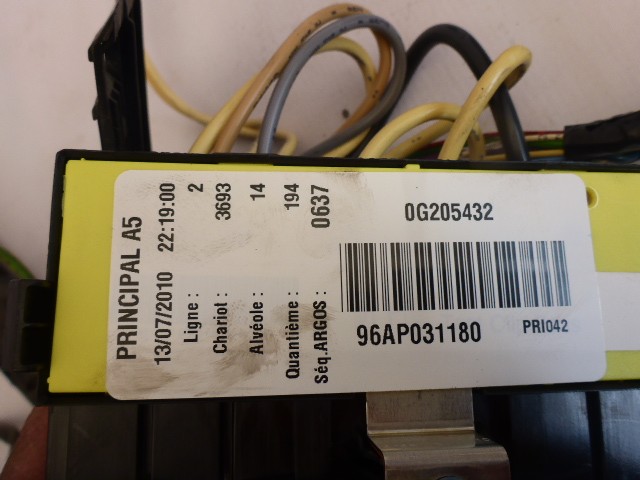 PRINCIPAL A5
13/07/2010 22:19:00
Ligne : 2
Chariot : 3693
Alvéole : 14
Quantième : 194
Séq.ARGOS : 0637
0G205432
96AP031180
PRI042